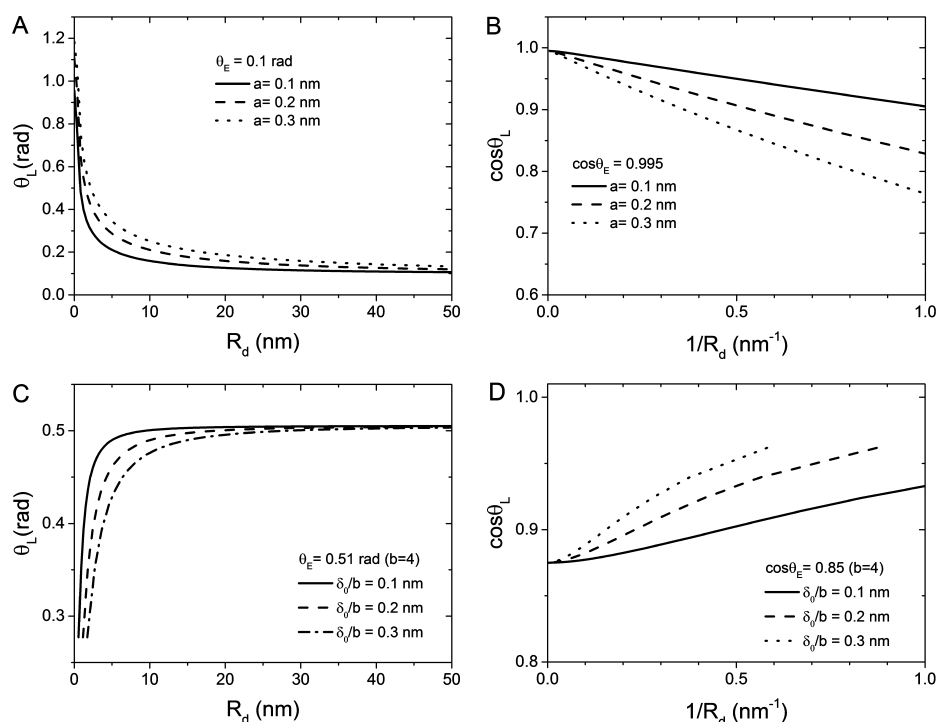 A
θE = 0.1 rad
a= 0.1 nm
a= 0.2 nm
a= 0.3 nm
1.2
1.0
0.8
0.6
0.4
0.2
0.0
θL(rad)
0 10 20 30 40 50
Rd (nm)
B
1.0
0.9
0.8
0.7
0.6
cosθL
cosθE = 0.995
a= 0.1 nm
a= 0.2 nm
a= 0.3 nm
0.0 0.5 1.0
1/Rd (nm-1)
C
0.5
0.4
0.3
θL(rad)
θE = 0.51 rad (b=4)
δ0/b = 0.1 nm
δ0/b = 0.2 nm
δ0/b = 0.3 nm
0 10 20 30 40 50
Rd (nm)
D
1.0
0.9
0.8
cosθL
cosθE= 0.85 (b=4)
δ0/b = 0.1 nm
δ0/b = 0.2 nm
δ0/b = 0.3 nm
0.0 0.5 1.0
1/Rd (nm-1)